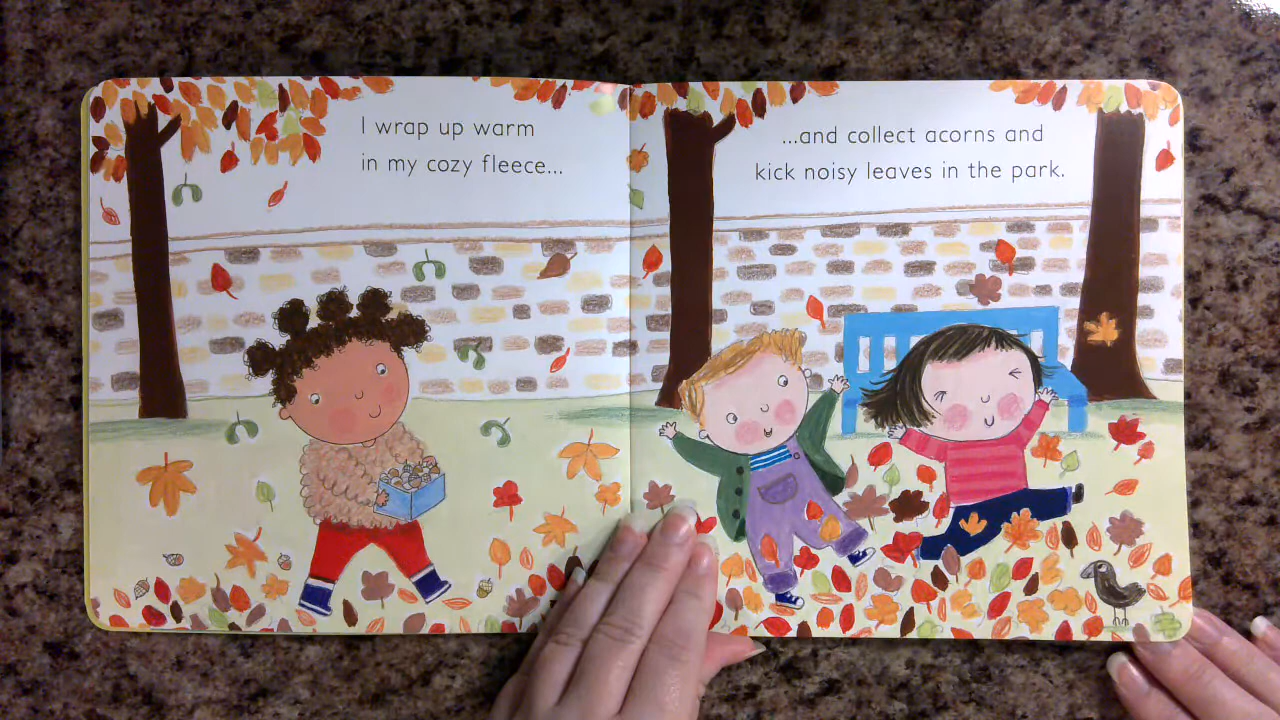 I wrap up warm
in my cozy fleece...
...and collect acorns and
kick noisy leaves in the park.